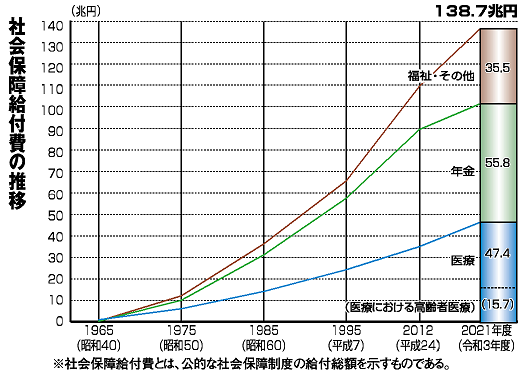 社会保障給付費の推移
(兆円)
138.7兆円
140
130
120
110
100
90
80
70
60
50
40
30
20
10
0
福祉・その他
年金
医療
(医療における高齢者医療)
35.5
55.8
47.4
(15.7)
1965 1975 1985 1995 2012 2021年度
(昭和40) (昭和50) (昭和60) (平成7) (平成24) (令和3年度)
※社会保障給付費とは、公的な社会保障制度の給付総額を示すものである。